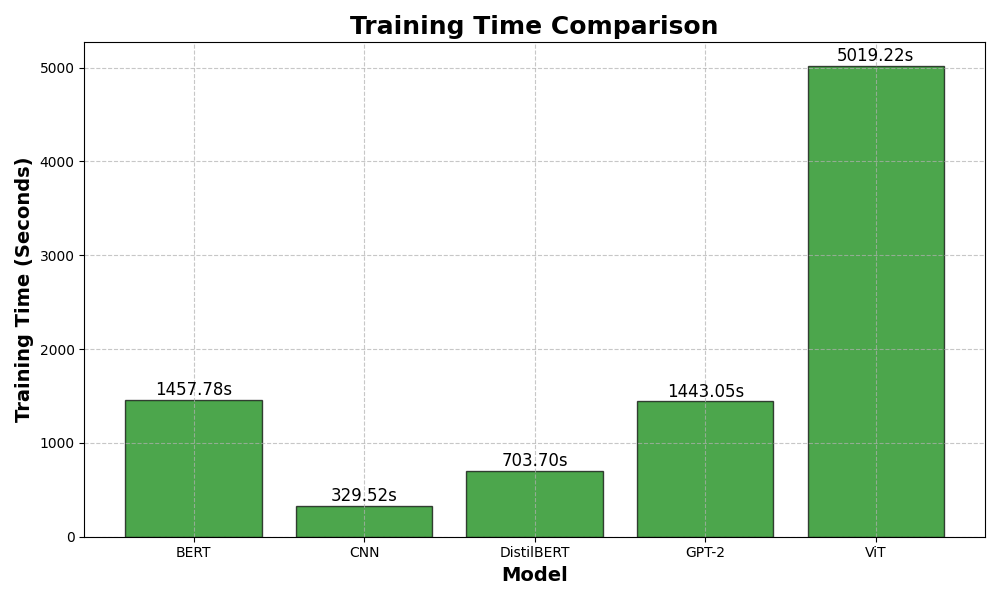 Training Time Comparison
Training Time (Seconds)
5000
4000
3000
2000
1000
0
1457.78s
329.52s
703.70s
1443.05s
5019.22s
BERT
CNN
DistilBERT
GPT-2
ViT
Model